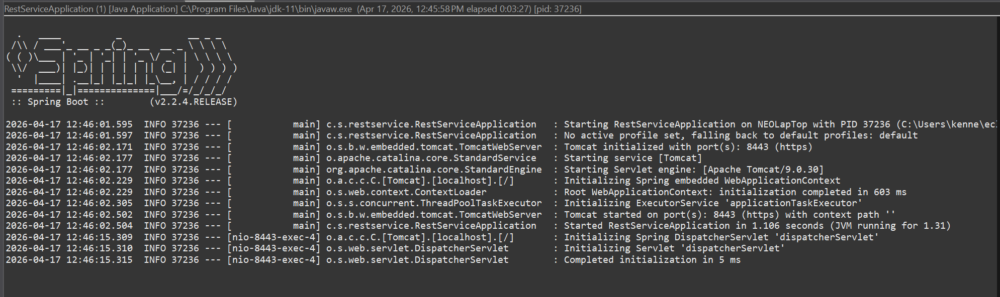 RestServiceApplication (1) [Java Application] C:\Program Files\Java\jdk-11\bin\javaw.exe  (Apr 17, 2026, 12:45:58 PM elapsed 0:03:27) [pid: 37236]
  .   ____          _            __ _ _
 /\\ / ___'_ __ _ _(_)_ __  __ _ \ \ \ \
( ( )\___ | '_ | '_| | '_ \/ _` | \ \ \ \
 \\/  ___)| |_)| | | | | || (_| |  ) ) ) )
  '  |____| .__|_| |_|_| |_\__, | / / / /
 =========|_|==============|___/=/_/_/_/
 :: Spring Boot ::        (v2.2.4.RELEASE)
2026-04-17 12:46:01.595  INFO 37236 --- [           main] c.s.restservice.RestServiceApplication   : Starting RestServiceApplication on NEOLapTop with PID 37236 (C:\Users\kenne\ecl
2026-04-17 12:46:01.597  INFO 37236 --- [           main] c.s.restservice.RestServiceApplication   : No active profile set, falling back to default profiles: default
2026-04-17 12:46:02.171  INFO 37236 --- [           main] o.s.b.w.embedded.tomcat.TomcatWebServer  : Tomcat initialized with port(s): 8443 (https)
2026-04-17 12:46:02.177  INFO 37236 --- [           main] o.apache.catalina.core.StandardService   : Starting service [Tomcat]
2026-04-17 12:46:02.177  INFO 37236 --- [           main] org.apache.catalina.core.StandardEngine  : Starting Servlet engine: [Apache Tomcat/9.0.30]
2026-04-17 12:46:02.229  INFO 37236 --- [           main] o.a.c.c.C.[Tomcat].[localhost].[/]       : Initializing Spring embedded WebApplicationContext
2026-04-17 12:46:02.229  INFO 37236 --- [           main] o.s.web.context.ContextLoader            : Root WebApplicationContext: initialization completed in 603 ms
2026-04-17 12:46:02.305  INFO 37236 --- [           main] o.s.s.concurrent.ThreadPoolTaskExecutor  : Initializing ExecutorService 'applicationTaskExecutor'
2026-04-17 12:46:02.502  INFO 37236 --- [           main] o.s.b.w.embedded.tomcat.TomcatWebServer  : Tomcat started on port(s): 8443 (https) with context path ''
2026-04-17 12:46:02.504  INFO 37236 --- [           main] c.s.restservice.RestServiceApplication   : Started RestServiceApplication in 1.106 seconds (JVM running for 1.31)
2026-04-17 12:46:15.309  INFO 37236 --- [nio-8443-exec-4] o.a.c.c.C.[Tomcat].[localhost].[/]       : Initializing Spring DispatcherServlet 'dispatcherServlet'
2026-04-17 12:46:15.310  INFO 37236 --- [nio-8443-exec-4] o.s.web.servlet.DispatcherServlet        : Initializing Servlet 'dispatcherServlet'
2026-04-17 12:46:15.315  INFO 37236 --- [nio-8443-exec-4] o.s.web.servlet.DispatcherServlet        : Completed initialization in 5 ms